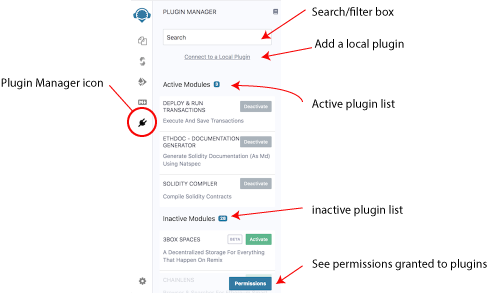 PLUGIN MANAGER
Search/filter box
Search
Add a local plugin
Connect to a Local Plugin
Plugin Manager icon
Active Modules 3
Active plugin list
DEPLOY & RUN
TRANSACTIONS
Deactivate
Execute And Save Transactions
ETHDOC - DOCUMENTATION
GENERATOR
Deactivate
Generate Solidity Documentation (As Md)
Using Natspec
SOLIDITY COMPILER
Deactivate
Compile Solidity Contracts
inactive plugin list
Inactive Modules
3BOX SPACES
BETA
Activate
A Decentralized Storage For Everything
That Happen On Remix
See permissions granted to plugins
Permissions